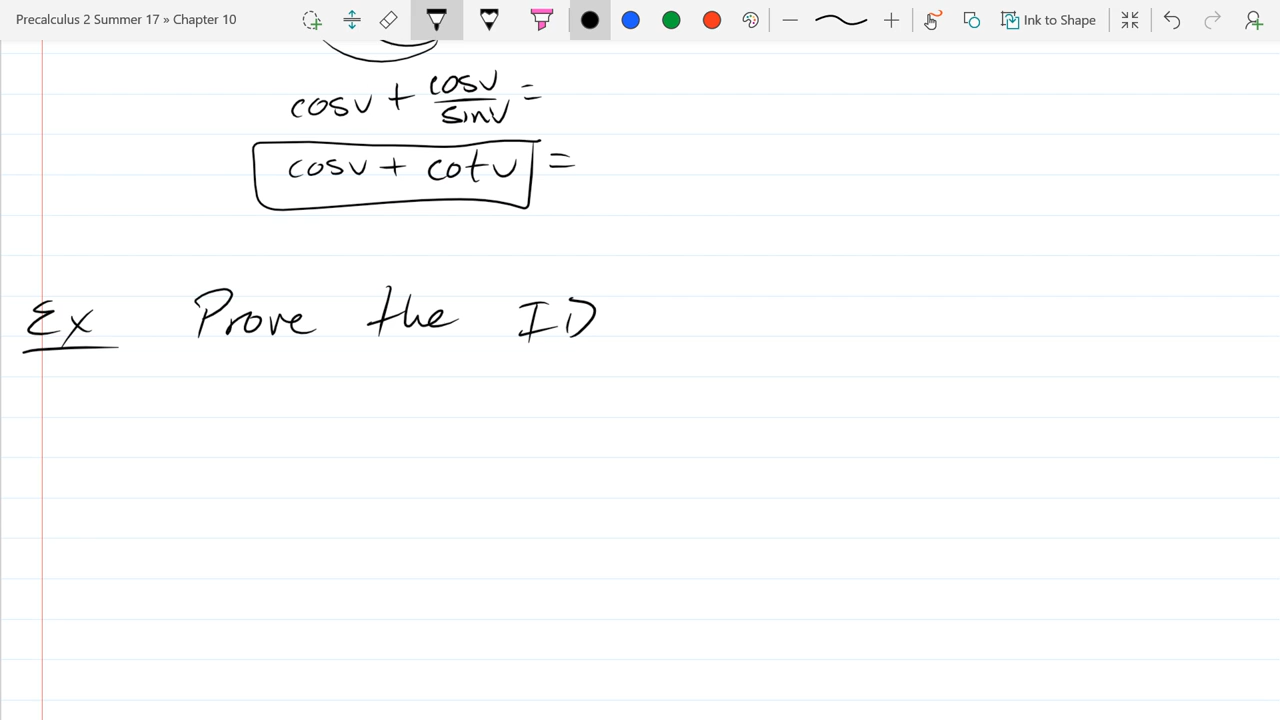 Precalculus 2 Summer 17 » Chapter 10
Ink to Shape
cosv + cosv/sinv =
cosv + cotv =
Ex Prove the ID